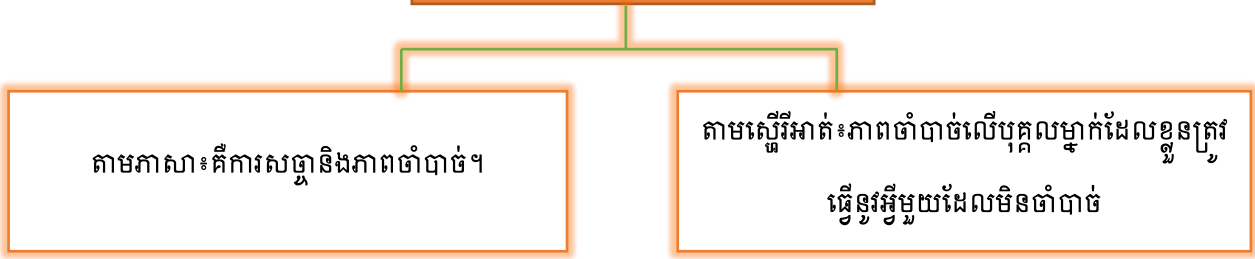 តាមភាសា៖គឺការសច្ចានិងភាពចាំបាច់។
តាមស្ហើរីអាត់៖ភាពចាំបាច់លើបុគ្គលម្នាក់ដែលខ្លួនត្រូវ
ធ្វើនូវអ្វីមួយដែលមិនចាំបាច់